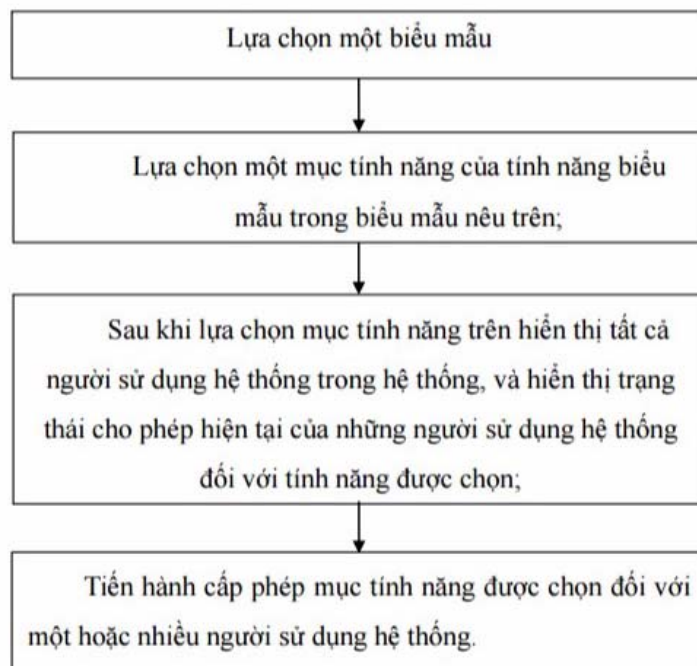 Lựa chọn một biểu mẫu
Lựa chọn một mục tính năng của tính năng biểu
mẫu trong biểu mẫu nêu trên;
Sau khi lựa chọn mục tính năng trên hiển thị tất cả
người sử dụng hệ thống trong hệ thống, và hiển thị trạng
thái cho phép hiện tại của những người sử dụng hệ thống
đối với tính năng được chọn;
Tiến hành cấp phép mục tính năng được chọn đối với
một hoặc nhiều người sử dụng hệ thống.